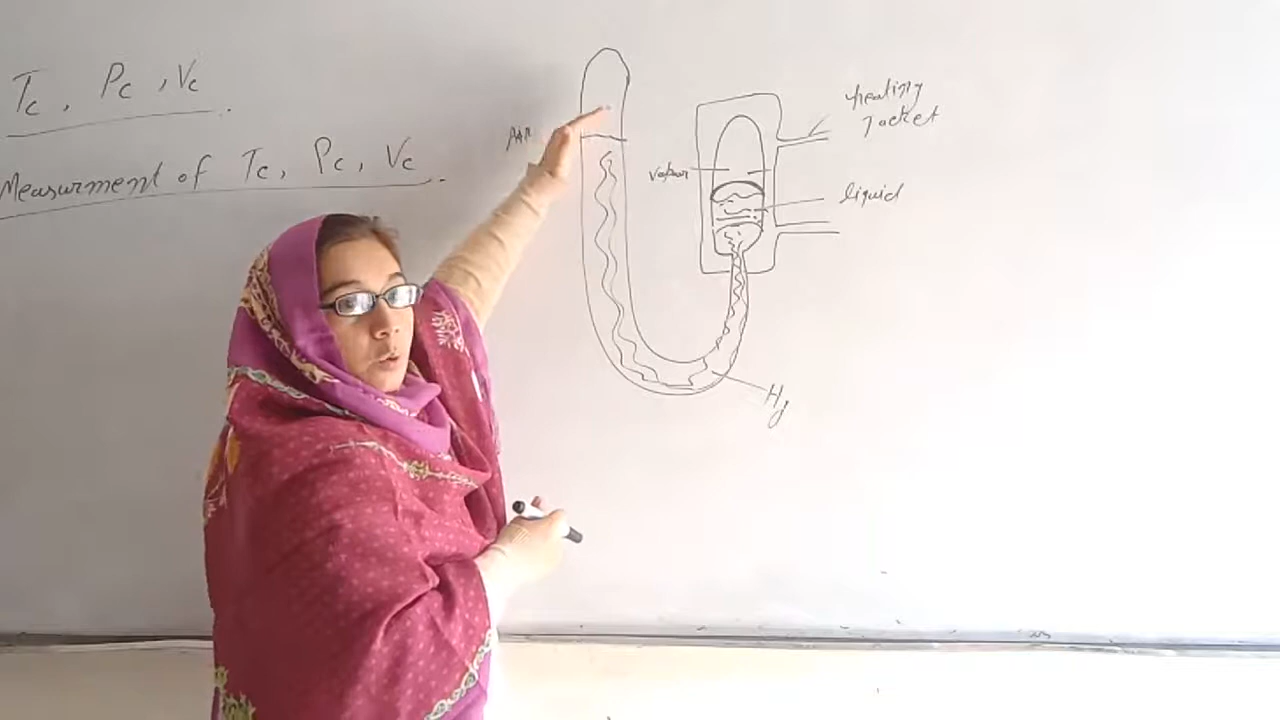 Tc, Pc, Vc
Measurment of Tc, Pc, Vc.
Air
heating
Jacket
vapour
liquid
Hg